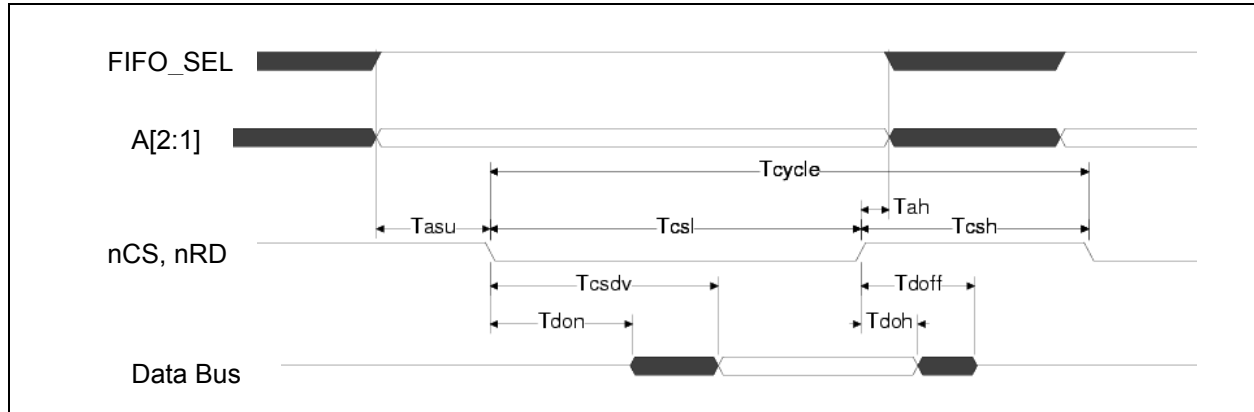 FIFO_SEL
A[2:1]
Tcycle
Tah
Tasu
Tcsl
Tcsh
nCS, nRD
Tcsdv
Tdoff
Tdon
Tdoh
Data Bus